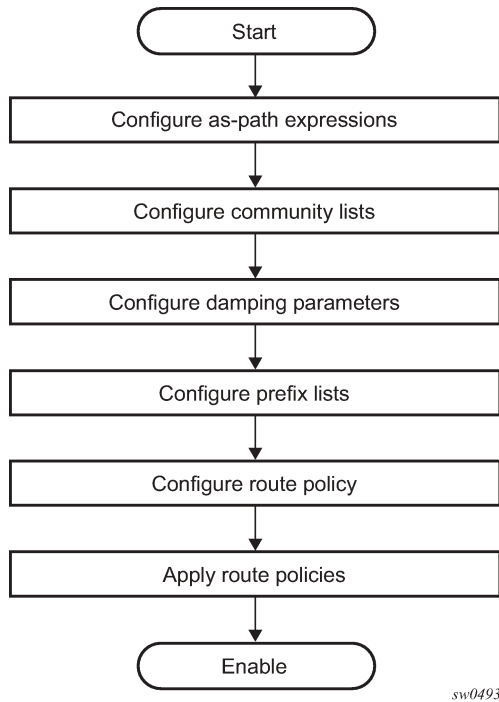 Start
Configure as-path expressions
Configure community lists
Configure damping parameters
Configure prefix lists
Configure route policy
Apply route policies
Enable
sw0493